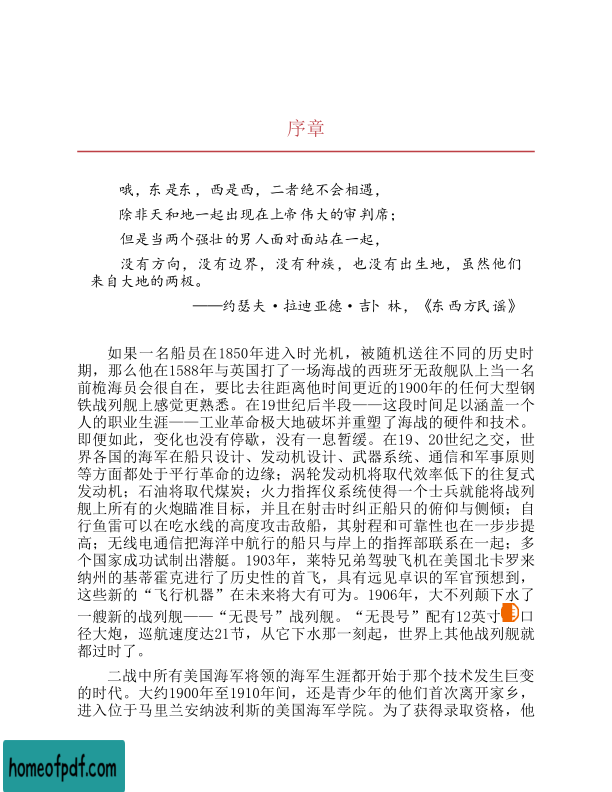 序章
哦，东是东，西是西，二者绝不会相遇，
除非天和地一起出现在上帝伟大的审判席；
但是当两个强壮的男人面对面站在一起，
没有方向，没有边界，没有种族，也没有出生地，虽然他们
来自大地的两极。
——约瑟夫·拉迪亚德·吉卜林，《东西方民谣》
如果一名船员在1850年进入时光机，被随机送往不同的历史时
期，那么他在1588年与英国打了一场海战的西班牙无敌舰队上当一名
前桅海员会很自在，要比去往距离他时间更近的1900年的任何大型钢
铁战列舰上感觉更熟悉。在19世纪后半段——这段时间足以涵盖一个
人的职业生涯——工业革命极大地破坏并重塑了海战的硬件和技术。
即便如此，变化也没有停歇，没有一息暂缓。在19、20世纪之交，世
界各国的海军在船只设计、发动机设计、武器系统、通信和军事原则
等方面都处于平行革命的边缘；涡轮发动机将取代效率低下的往复式
发动机；石油将取代煤炭；火力指挥仪系统使得一个士兵就能将战列
舰上所有的火炮瞄准目标，并且在射击时纠正船只的俯仰与侧倾；自
行鱼雷可以在吃水线的高度攻击敌船，其射程和可靠性也在一步步提
高；无线电通信把海洋中航行的船只与岸上的指挥部联系在一起；多
个国家成功试制出潜艇。1903年，莱特兄弟驾驶飞机在美国北卡罗来
纳州的基蒂霍克进行了历史性的首飞，具有远见卓识的军官预想到，
这些新的“飞行机器”在未来将大有可为。1906年，大不列颠下水了
一艘新的战列舰——“无畏号”战列舰。“无畏号”配有12英寸口
径大炮，巡航速度达21节，从它下水那一刻起，世界上其他战列舰就
都过时了。
二战中所有美国海军将领的海军生涯都开始于那个技术发生巨变
的时代。大约1900年至1910年间，还是青少年的他们首次离开家乡，
进入位于马里兰安纳波利斯的美国海军学院。为了获得录取资格，他
homeofpdf.com